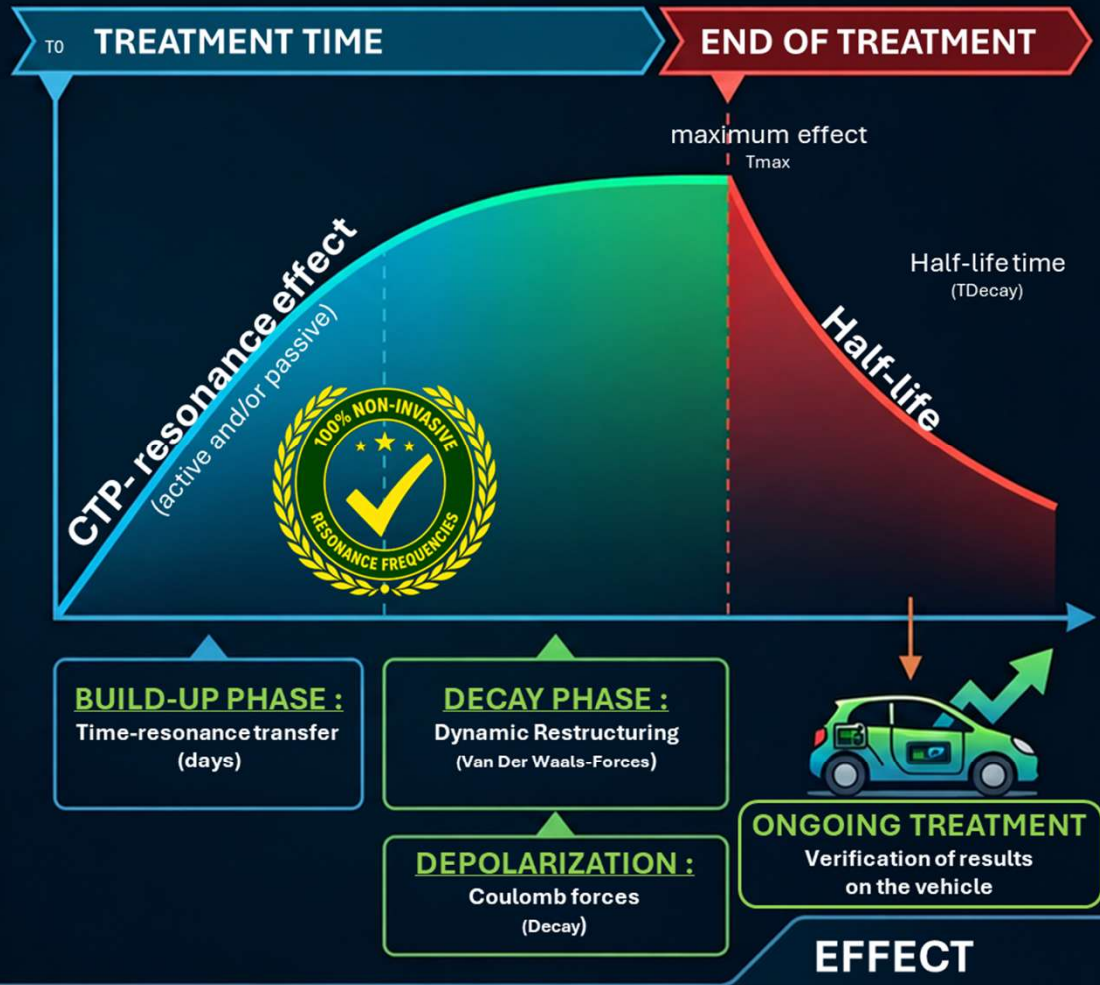 T0 TREATMENT TIME
END OF TREATMENT
maximum effect
Tmax
Half-life time
(TDecay)
CTP- resonance effect
(active and/or passive)
Half-life
100% NON-INVASIVE
RESONANCE FREQUENCIES
BUILD-UP PHASE :
Time-resonance transfer
(days)
DECAY PHASE :
Dynamic Restructuring
(Van Der Waals-Forces)
DEPOLARIZATION :
Coulomb forces
(Decay)
ONGOING TREATMENT
Verification of results
on the vehicle
EFFECT